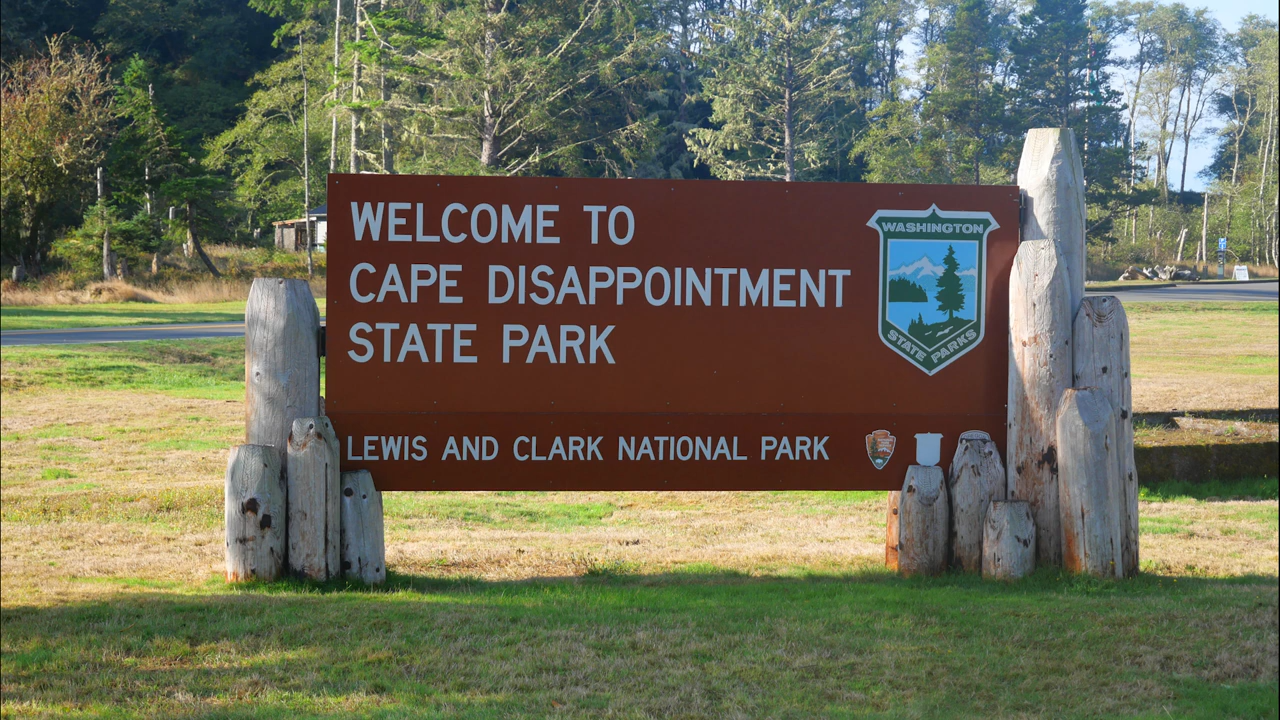 WELCOME TO
CAPE DISAPPOINTMENT
STATE PARK
WASHINGTON
STATE PARKS
LEWIS AND CLARK NATIONAL PARK